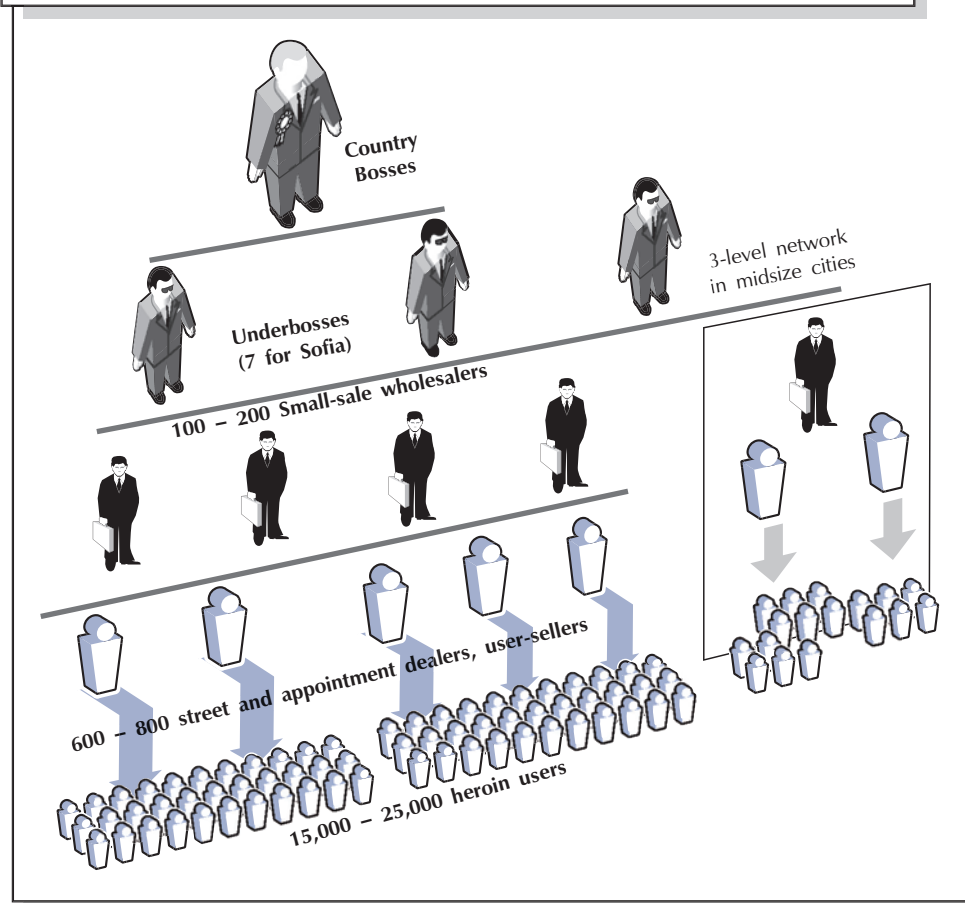 Country
Bosses
3-level network
in midsize cities
Underbosses
(7 for Sofia)
100 – 200 Small-sale wholesalers
600 – 800 street and appointment dealers, user-sellers
15,000 – 25,000 heroin users